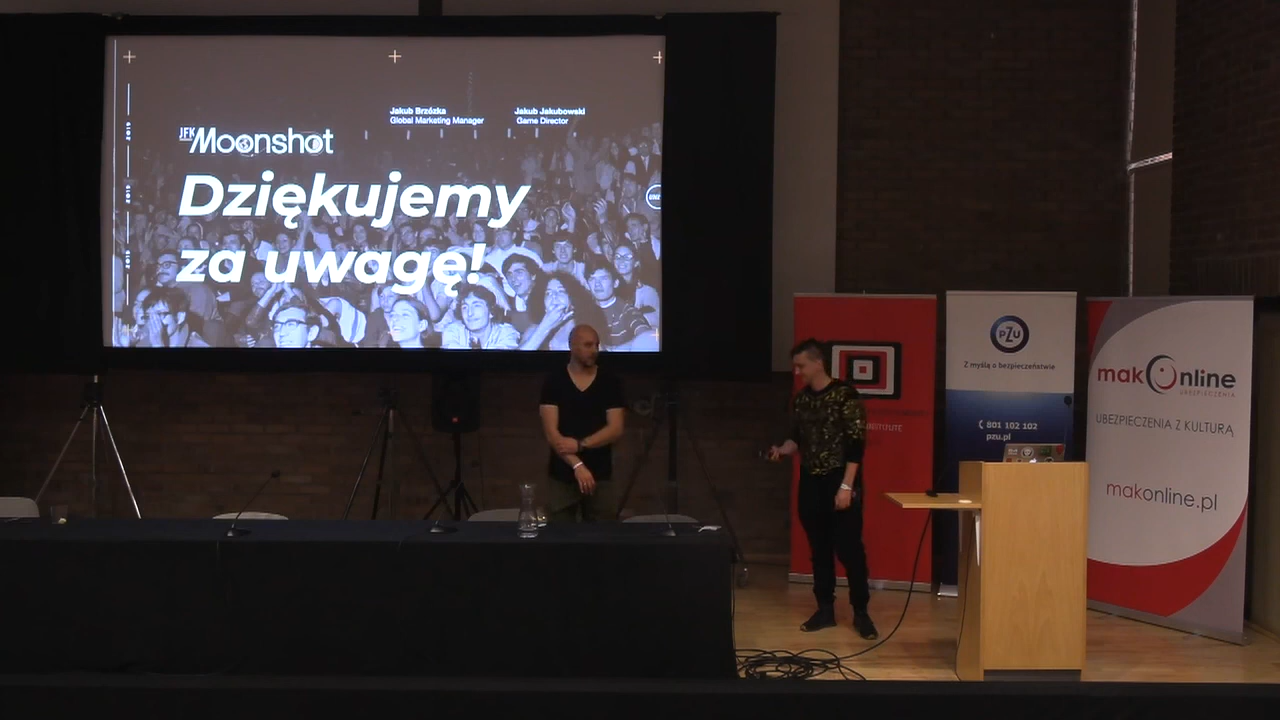 Jakub Brzózka
Global Marketing Manager
Jakub Jakubowski
Game Director
JFK
Moonshot
Dziękujemy
za uwagę!
PZU
Z myślą o bezpieczeństwie
801 102 102
pzu.pl
makOnline
UBEZPIECZENIA
UBEZPIECZENIA Z KULTURĄ
makonline.pl